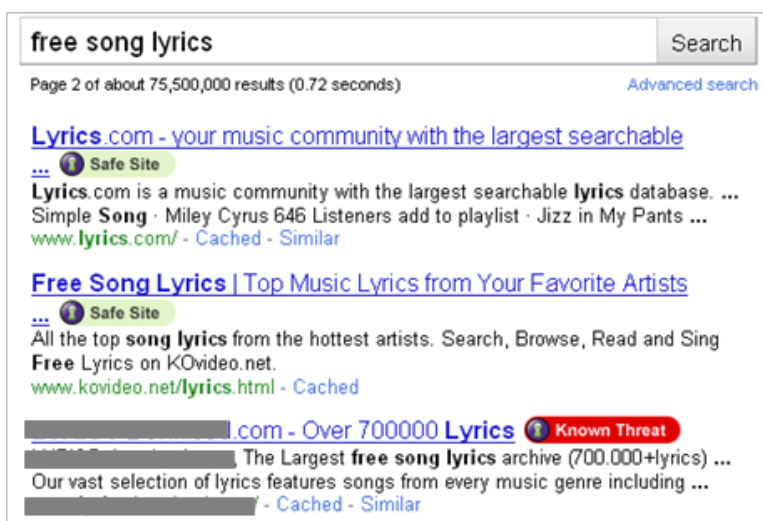 free song lyrics Search
Page 2 of about 75,500,000 results (0.72 seconds) Advanced search
Lyrics.com - your music community with the largest searchable
... Safe Site
Lyrics.com is a music community with the largest searchable lyrics database. ...
Simple Song · Miley Cyrus 646 Listeners add to playlist · Jizz in My Pants ...
www.lyrics.com/ - Cached - Similar
Free Song Lyrics | Top Music Lyrics from Your Favorite Artists
... Safe Site
All the top song lyrics from the hottest artists. Search, Browse, Read and Sing
Free Lyrics on KOvideo.net.
www.kovideo.net/lyrics.html - Cached
.com - Over 700000 Lyrics Known Threat
, The Largest free song lyrics archive (700.000+lyrics) ...
Our vast selection of lyrics features songs from every music genre including ...
/ - Cached - Similar